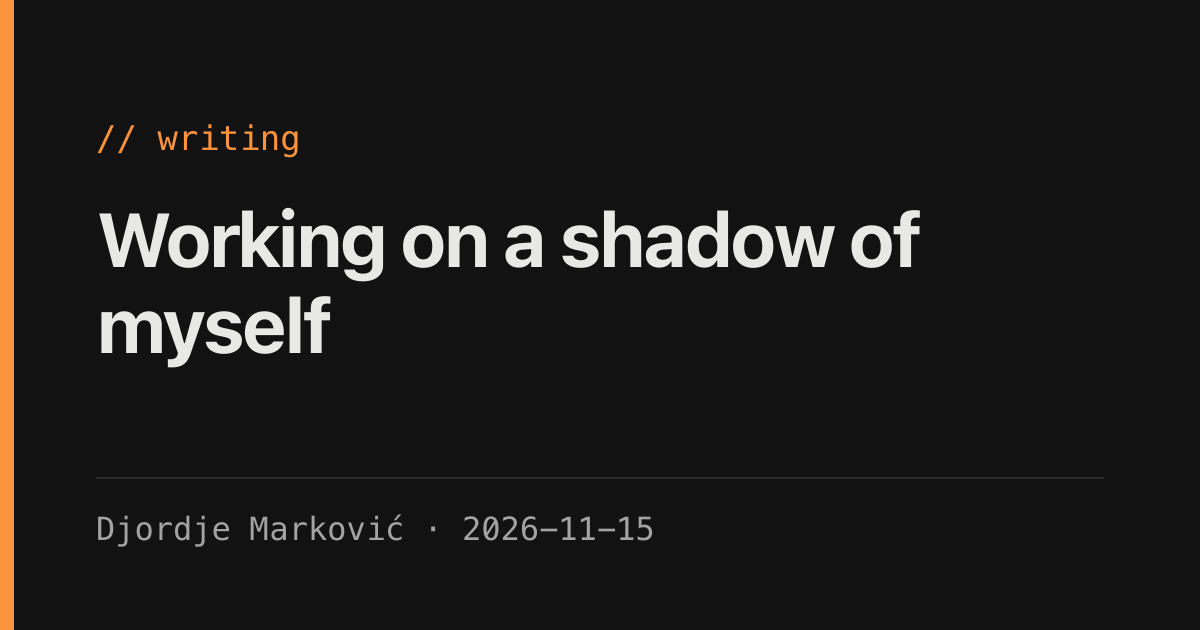 // writing
Working on a shadow of
myself
Djordje Marković · 2026–11–15